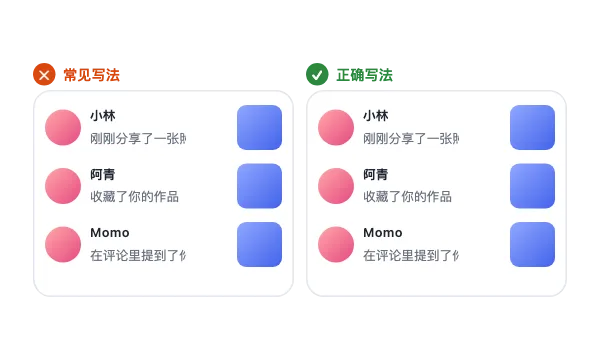 常见写法
小林
刚刚分享了一张
阿青
收藏了你的作品
Momo
在评论里提到了
正确写法
小林
刚刚分享了一张
阿青
收藏了你的作品
Momo
在评论里提到了